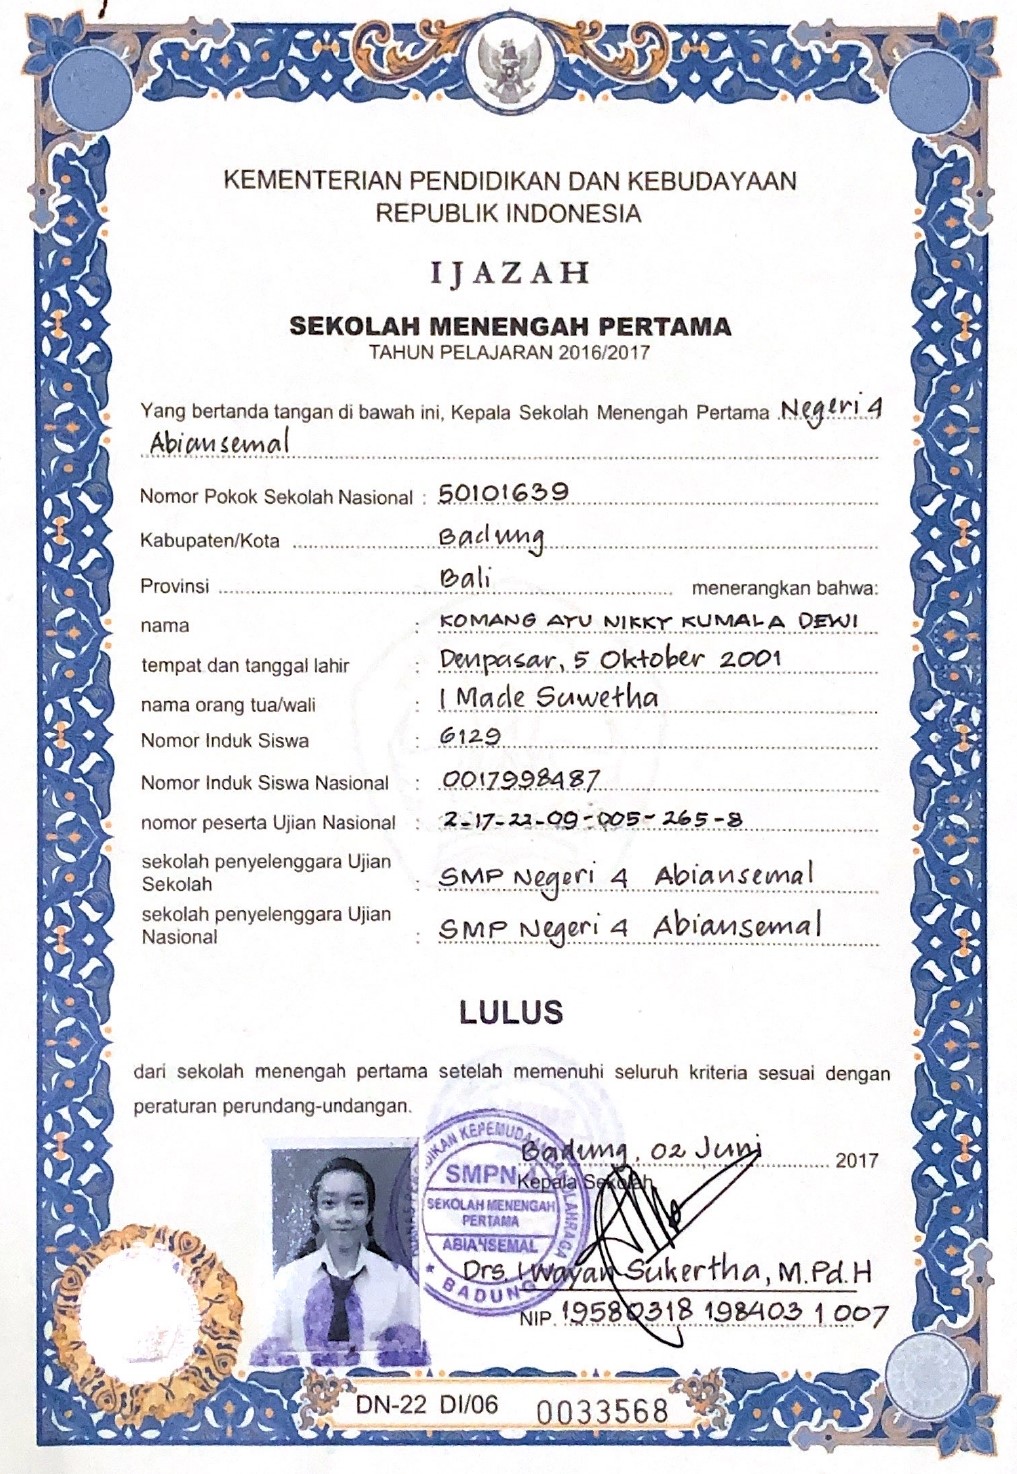 KEMENTERIAN PENDIDIKAN DAN KEBUDAYAAN
REPUBLIK INDONESIA
IJAZAH
SEKOLAH MENENGAH PERTAMA
TAHUN PELAJARAN 2016/2017
Yang bertanda tangan di bawah ini, Kepala Sekolah Menengah Pertama Negeri 4
Abiansemal
Nomor Pokok Sekolah Nasional : 50101639
Kabupaten/Kota Badung
Provinsi Bali menerangkan bahwa:
nama : KOMANG AYU NIKKY KUMALA DEWI
tempat dan tanggal lahir : Denpasar, 5 Oktober 2001
nama orang tua/wali : I Made Suwetha
Nomor Induk Siswa : 6129
Nomor Induk Siswa Nasional : 0017998487
nomor peserta Ujian Nasional : 2-17-22-09-005-265-8
sekolah penyelenggara Ujian
Sekolah : SMP Negeri 4 Abiansemal
sekolah penyelenggara Ujian
Nasional : SMP Negeri 4 Abiansemal
LULUS
dari sekolah menengah pertama setelah memenuhi seluruh kriteria sesuai dengan
peraturan perundang-undangan.
Badung, 02 Juni 2017
Kepala Sekolah,
SMPN 4
SEKOLAH MENENGAH
PERTAMA
ABIANSEMAL
BADUNG
Drs. I Wayan Sukertha, M.Pd.H
NIP. 19580318 198403 1 007
DN-22 DI/06 0033568